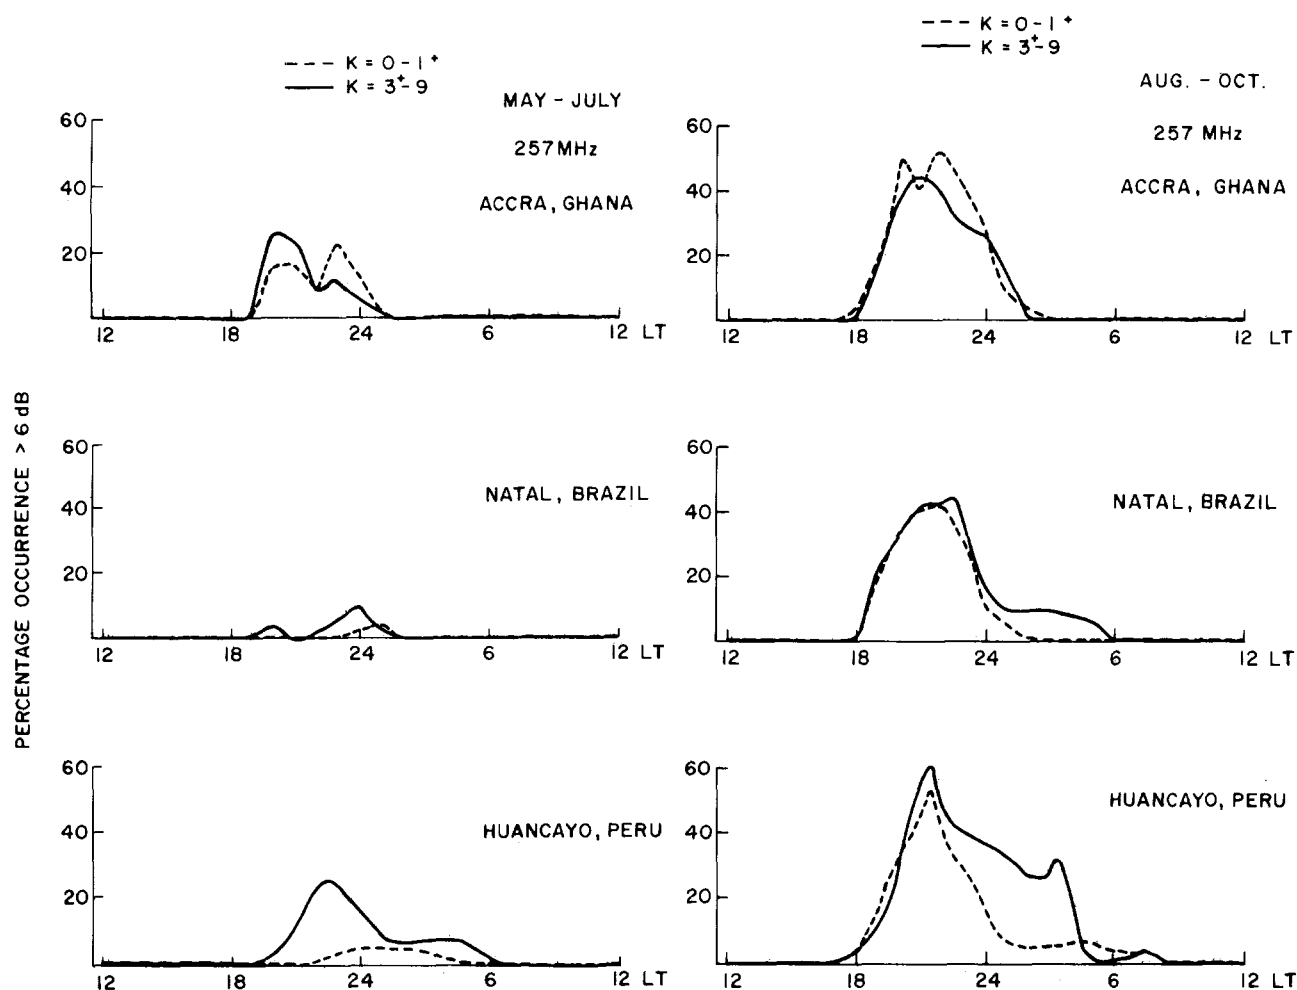 PERCENTAGE OCCURRENCE > 6 dB
K = 0 - 1⁺
K = 3⁺- 9
MAY - JULY
257MHz
ACCRA, GHANA
60
40
20
12 18 24 6 12 LT
NATAL, BRAZIL
60
40
20
12 18 24 6 12 LT
HUANCAYO, PERU
60
40
20
12 18 24 6 12 LT
K = 0 - 1⁺
K = 3⁺- 9
AUG. - OCT.
257 MHz
ACCRA, GHANA
60
40
20
12 18 24 6 12 LT
NATAL, BRAZIL
60
40
20
12 18 24 6 12 LT
HUANCAYO, PERU
60
40
20
12 18 24 6 12 LT